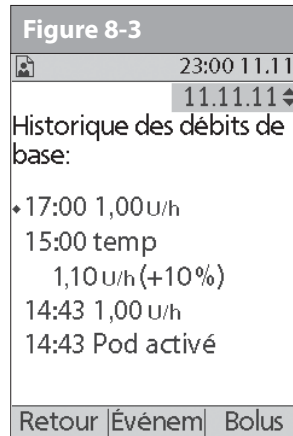 Figure 8-3
23:00 11.11
11.11.11
Historique des débits de
base:
17:00 1,00 U/h
15:00 temp
1,10 U/h (+10%)
14:43 1,00 U/h
14:43 Pod activé
Retour Événem Bolus